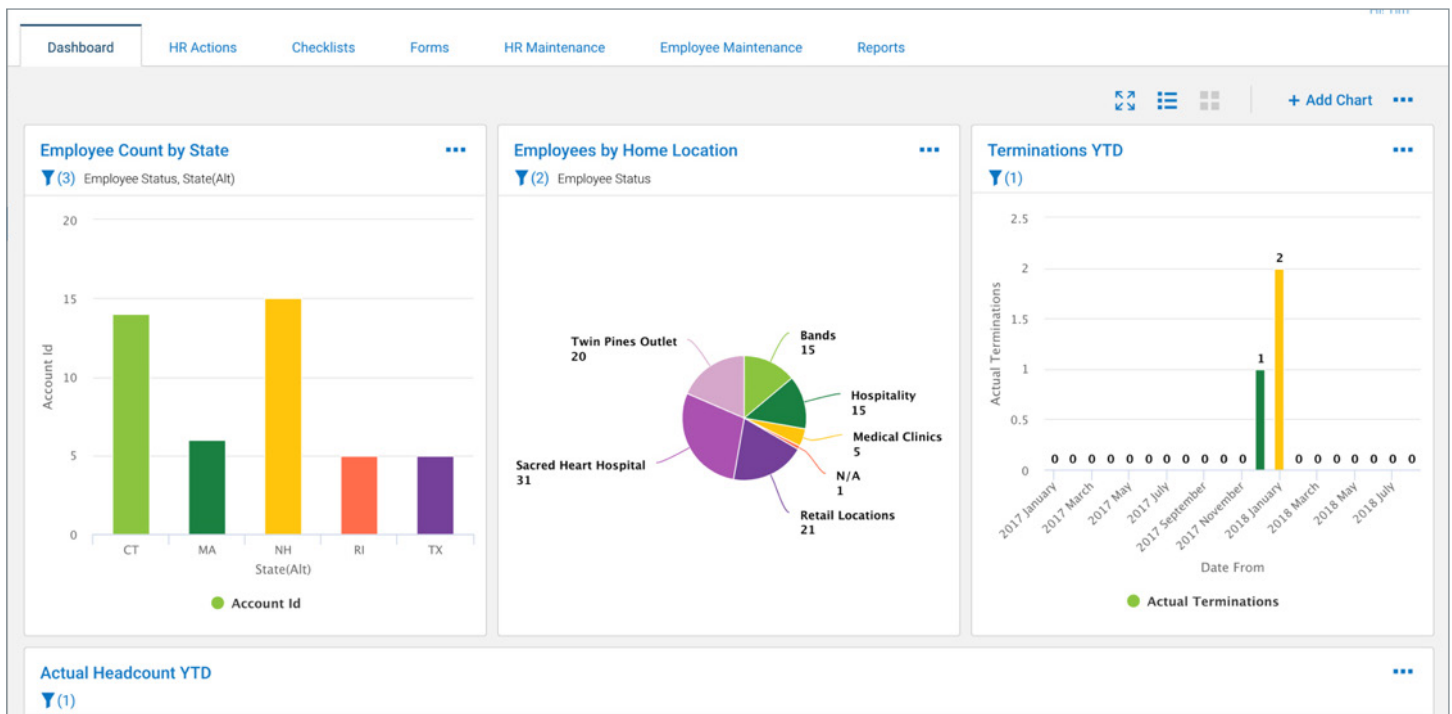 Dashboard HR Actions Checklists Forms HR Maintenance Employee Maintenance Reports
+ Add Chart
Employee Count by State
(3) Employee Status, State(Alt)
20
15
10
5
0
Account Id
CT MA NH RI TX
State(Alt)
Account Id
Employees by Home Location
(2) Employee Status
Twin Pines Outlet
20
Bands
15
Hospitality
15
Medical Clinics
5
N/A
1
Retail Locations
21
Sacred Heart Hospital
31
Terminations YTD
(1)
2.5
2
1.5
1
0.5
0
Actual Terminations
2
1
0 0 0 0 0 0 0 0 0 0 0 0 0 0 0 0 0 0
2017 January 2017 March 2017 May 2017 July 2017 September 2017 November 2018 January 2018 March 2018 May 2018 July
Date From
Actual Terminations
Actual Headcount YTD
(1)